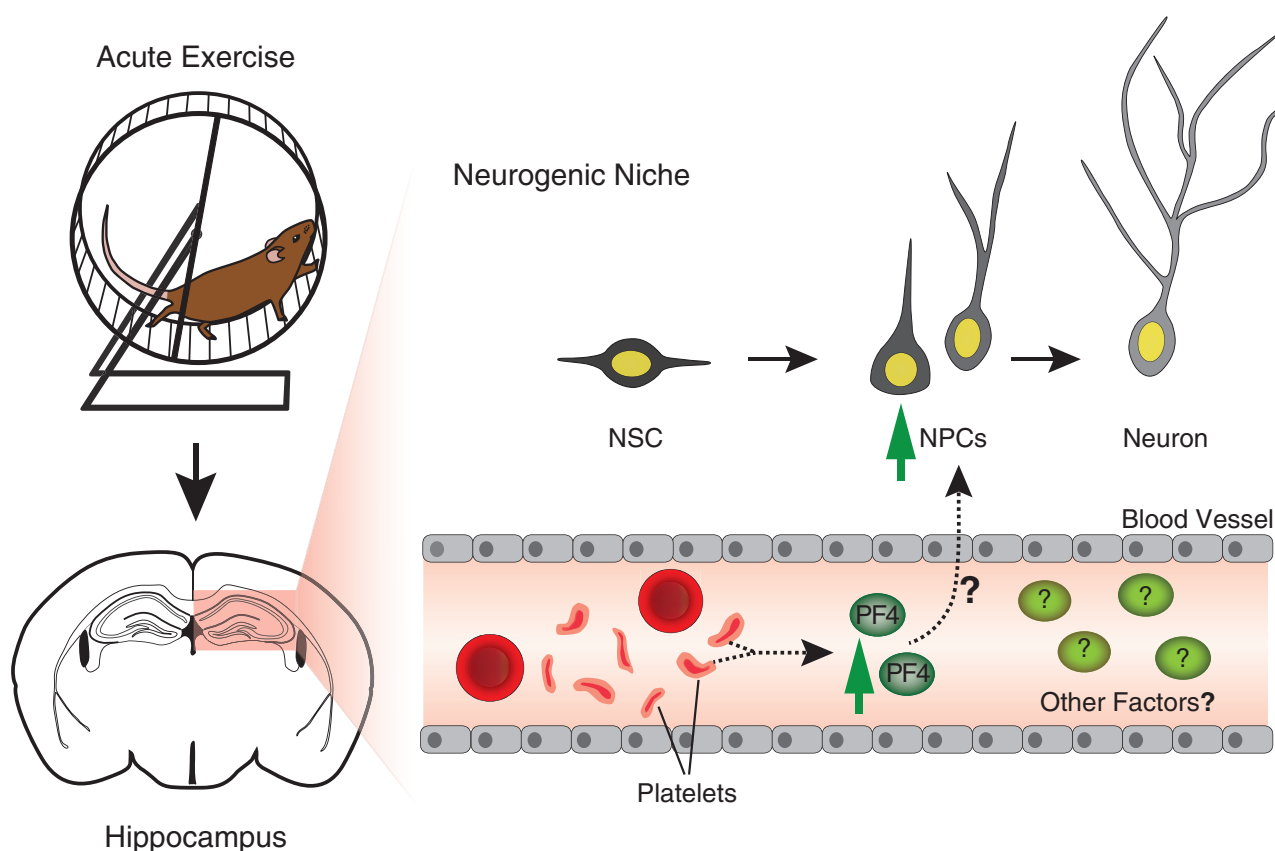 Acute Exercise
Neurogenic Niche
NSC
NPCs
Neuron
Blood Vessel
?
PF4
PF4
?
?
?
?
Other Factors?
Platelets
Hippocampus